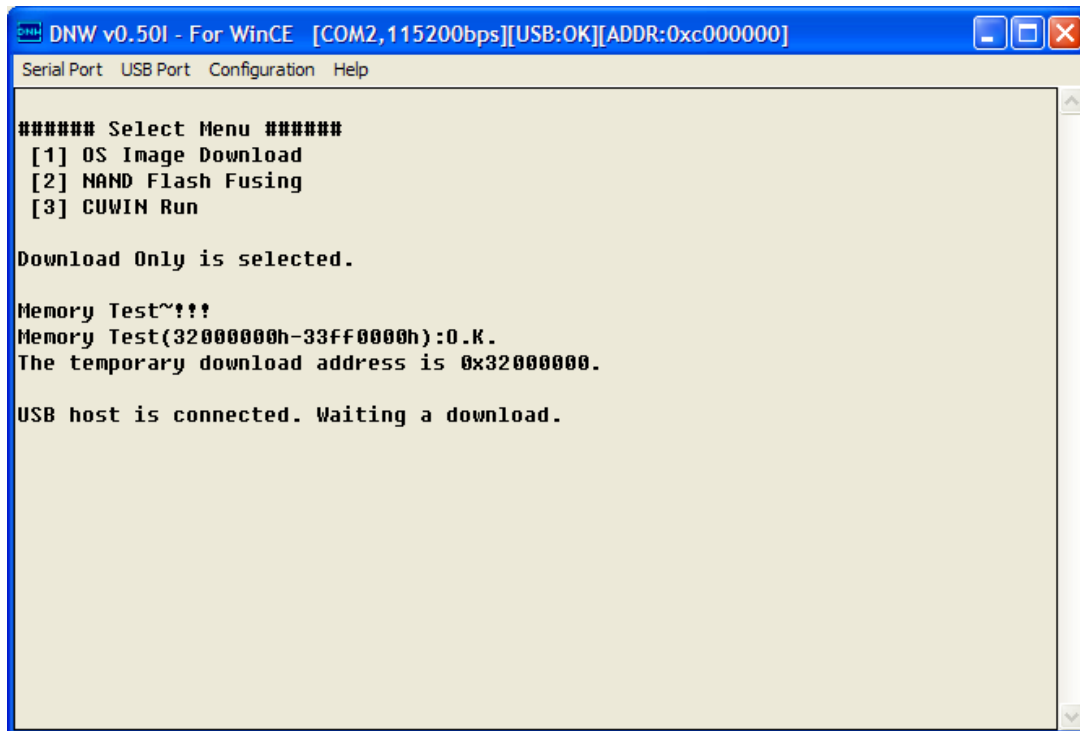 DNW v0.50I - For WinCE [COM2,115200bps][USB:OK][ADDR:0xc000000]
Serial Port USB Port Configuration Help
###### Select Menu ######
[1] OS Image Download
[2] NAND Flash Fusing
[3] CUWIN Run
Download Only is selected.
Memory Test~!!!
Memory Test(32000000h-33ff0000h):O.K.
The temporary download address is 0x32000000.
USB host is connected. Waiting a download.